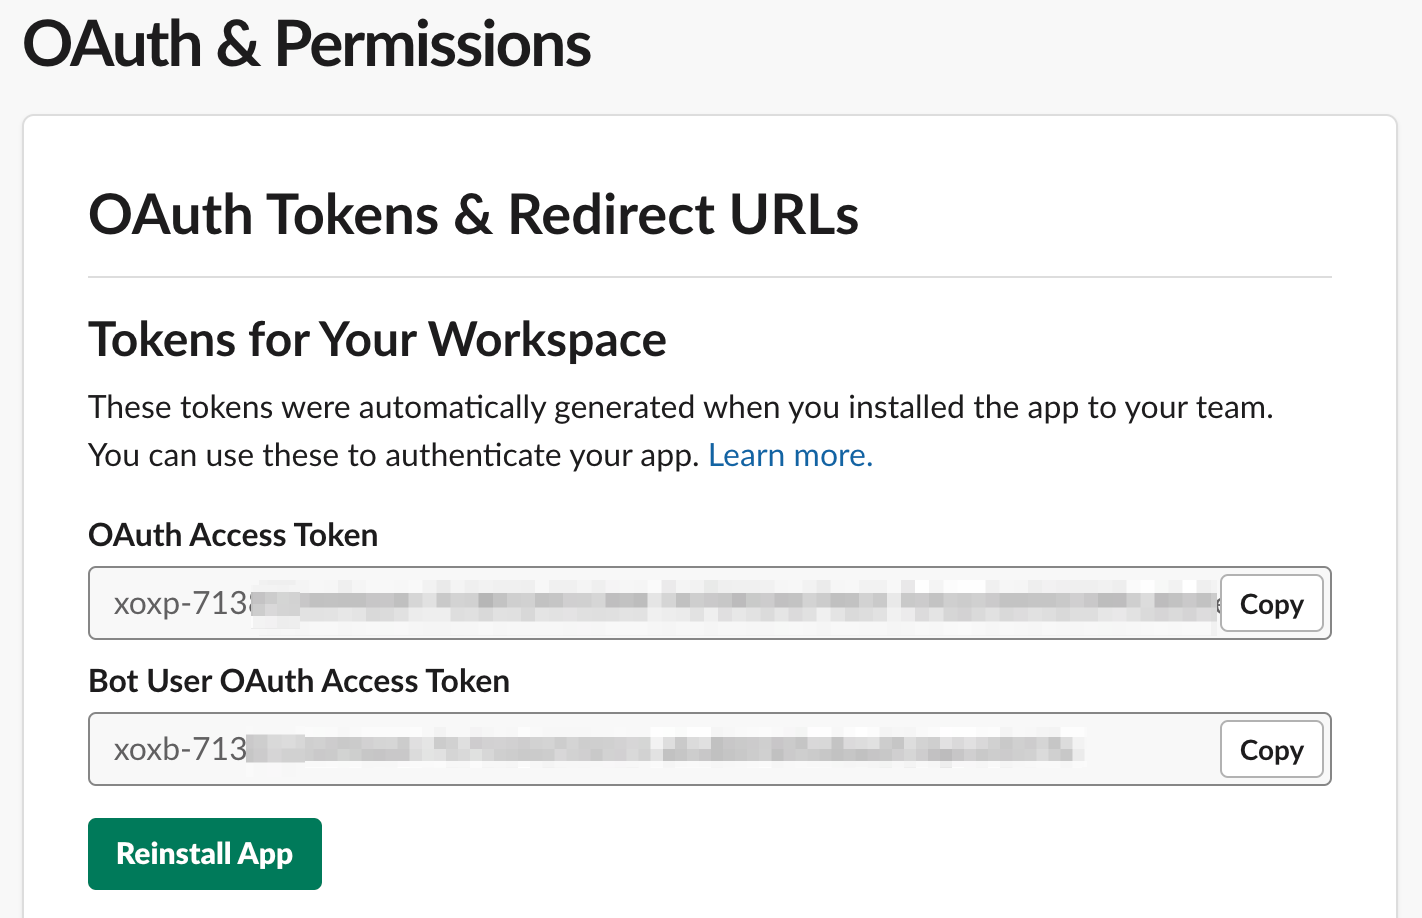 OAuth & Permissions
OAuth Tokens & Redirect URLs
Tokens for Your Workspace
These tokens were automatically generated when you installed the app to your team.
You can use these to authenticate your app. Learn more.
OAuth Access Token
xoxp-713
Copy
Bot User OAuth Access Token
xoxb-713
Copy
Reinstall App